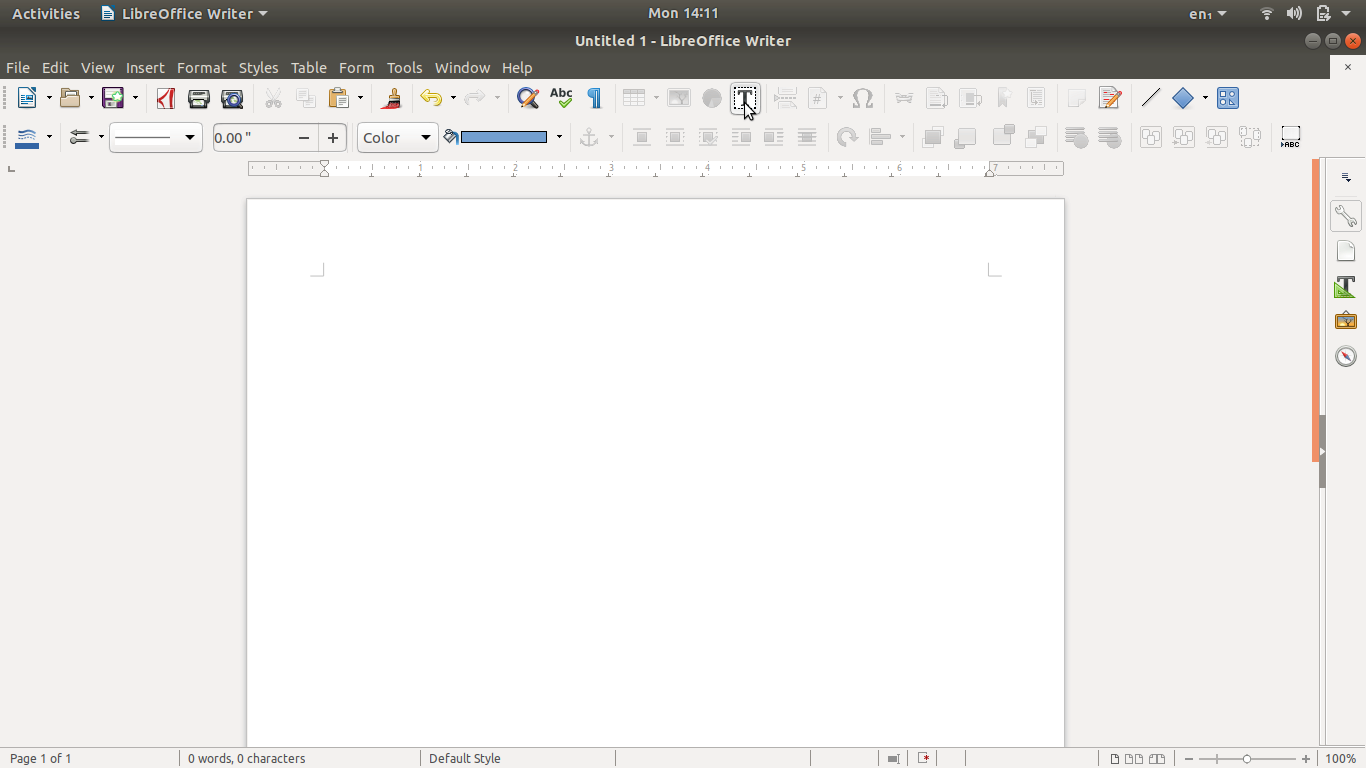 Activities LibreOffice Writer Mon 14:11 en₁
Untitled 1 - LibreOffice Writer
File Edit View Insert Format Styles Table Form Tools Window Help
Abc
0.00 " Color ABC
1 2 3 4 5 6 7
Page 1 of 1 0 words, 0 characters Default Style 100%